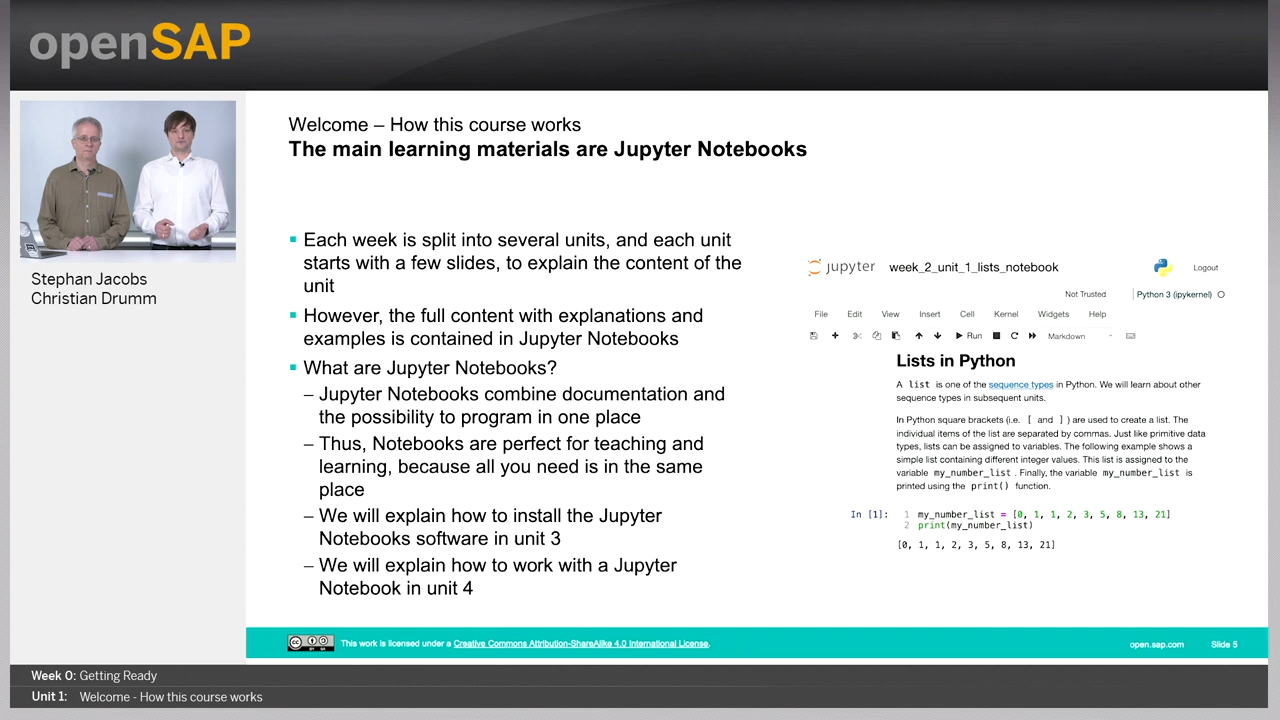 openSAP
Stephan Jacobs
Christian Drumm
Welcome – How this course works
The main learning materials are Jupyter Notebooks
Each week is split into several units, and each unit
starts with a few slides, to explain the content of the
unit
However, the full content with explanations and
examples is contained in Jupyter Notebooks
What are Jupyter Notebooks?
– Jupyter Notebooks combine documentation and
the possibility to program in one place
– Thus, Notebooks are perfect for teaching and
learning, because all you need is in the same
place
– We will explain how to install the Jupyter
Notebooks software in unit 3
– We will explain how to work with a Jupyter
Notebook in unit 4
jupyter week_2_unit_1_lists_notebook Logout
Not Trusted Python 3 (ipykernel)
File Edit View Insert Cell Kernel Widgets Help
Run Markdown
Lists in Python
A list is one of the sequence types in Python. We will learn about other
sequence types in subsequent units.
In Python square brackets (i.e. [ and ] ) are used to create a list. The
individual items of the list are separated by commas. Just like primitive data
types, lists can be assigned to variables. The following example shows a
simple list containing different integer values. This list is assigned to the
variable my_number_list . Finally, the variable my_number_list is
printed using the print() function.
In [1]: 1 my_number_list = [0, 1, 1, 2, 3, 5, 8, 13, 21]
2 print(my_number_list)
[0, 1, 1, 2, 3, 5, 8, 13, 21]
cc BY SA This work is licensed under a Creative Commons Attribution-ShareAlike 4.0 International License. open.sap.com Slide 5
Week 0: Getting Ready
Unit 1: Welcome - How this course works